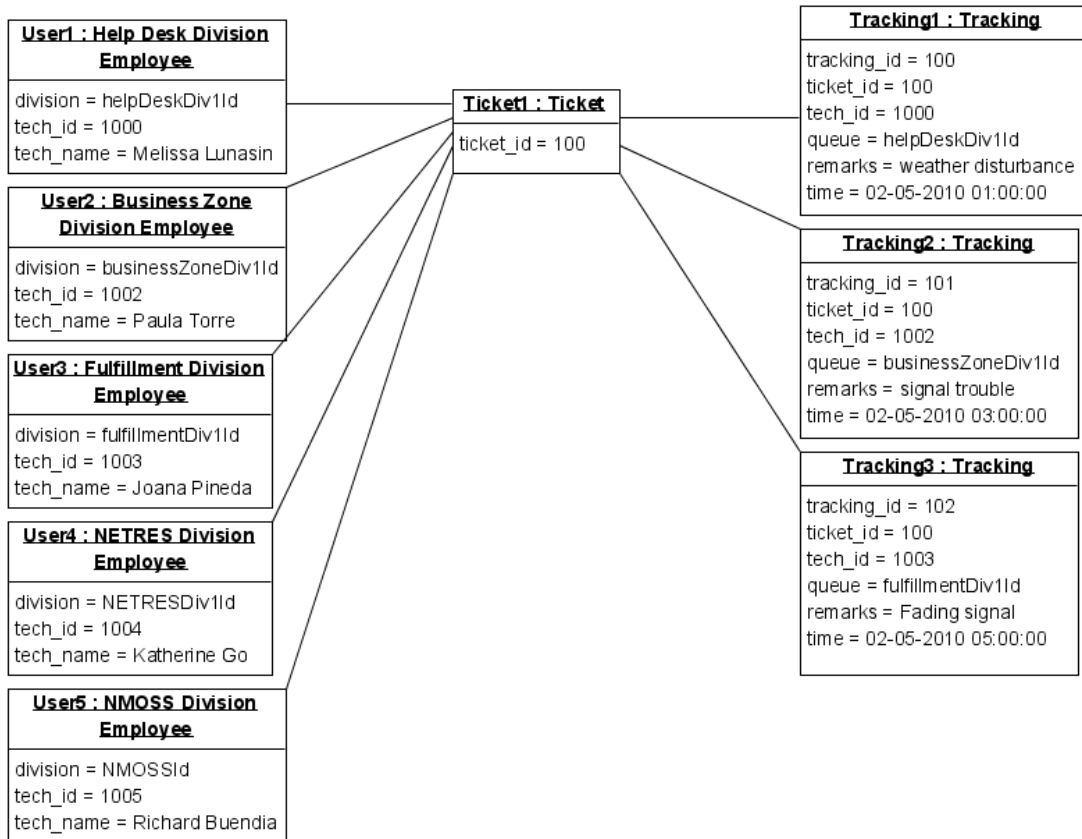 User1 : Help Desk Division
Employee
division = helpDeskDiv1Id
tech_id = 1000
tech_name = Melissa Lunasin
User2 : Business Zone
Division Employee
division = businessZoneDiv1Id
tech_id = 1002
tech_name = Paula Torre
User3 : Fulfillment Division
Employee
division = fulfillmentDiv1Id
tech_id = 1003
tech_name = Joana Pineda
User4 : NETRES Division
Employee
division = NETRESDiv1Id
tech_id = 1004
tech_name = Katherine Go
User5 : NMOSS Division
Employee
division = NMOSSId
tech_id = 1005
tech_name = Richard Buendia
Ticket1 : Ticket
ticket_id = 100
Tracking1 : Tracking
tracking_id = 100
ticket_id = 100
tech_id = 1000
queue = helpDeskDiv1Id
remarks = weather disturbance
time = 02-05-2010 01:00:00
Tracking2 : Tracking
tracking_id = 101
ticket_id = 100
tech_id = 1002
queue = businessZoneDiv1Id
remarks = signal trouble
time = 02-05-2010 03:00:00
Tracking3 : Tracking
tracking_id = 102
ticket_id = 100
tech_id = 1003
queue = fulfillmentDiv1Id
remarks = Fading signal
time = 02-05-2010 05:00:00